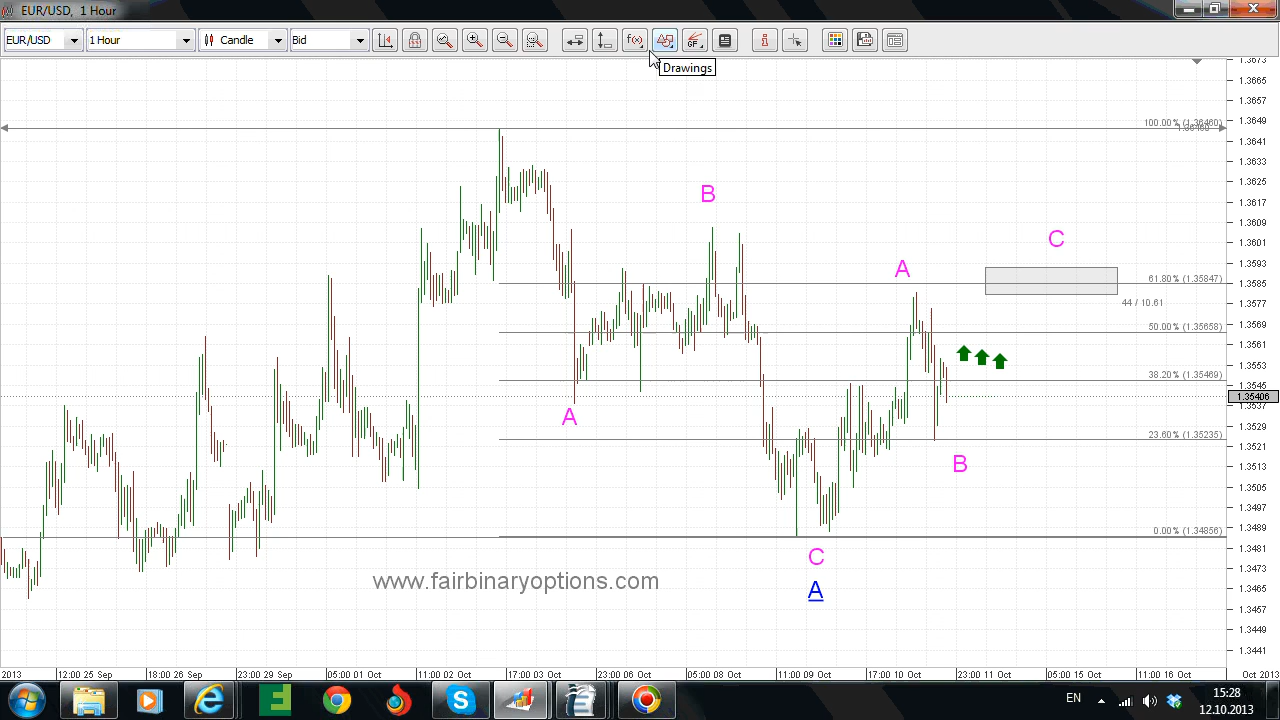 EUR/USD, 1 Hour
EUR/USD 1 Hour Candle Bid
f(x) GF
Drawings
1.3673
1.3665
1.3657
100.00% (1.36460)
1.3649
1.3641
1.3633
1.3625
B
1.3617
1.3609
C
1.3601
A
1.3593
61.80% (1.35847)
1.3585
44 / 10.61
1.3577
50.00% (1.35658)
1.3569
1.3561
1.3553
38.20% (1.35469)
1.3545
1.35406
1.3537
A
1.3529
23.60% (1.35235)
1.3521
B
1.3513
1.3505
1.3497
0.00% (1.34856)
1.3489
C
1.3481
www.fairbinaryoptions.com
1.3473
A
1.3465
1.3457
1.3449
1.3441
2013 12:00 25 Sep 18:00 26 Sep 23:00 29 Sep 05:00 01 Oct 11:00 02 Oct 17:00 03 Oct 23:00 06 Oct 05:00 08 Oct 11:00 09 Oct 17:00 10 Oct 23:00 11 Oct 05:00 15 Oct 11:00 16 Oct Oct 2013
EN
15:28
12.10.2013